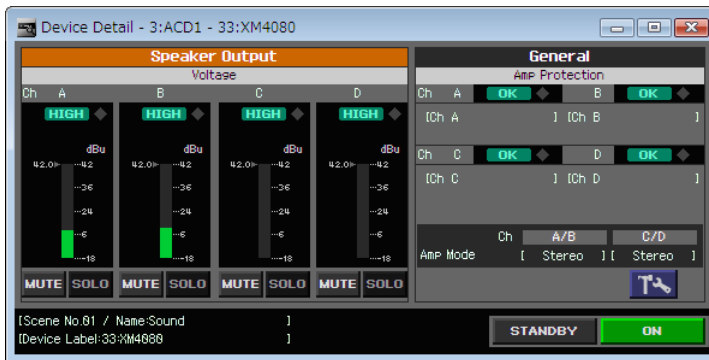 Device Detail - 3:ACD1 - 33:XM4080
Speaker Output
Voltage
Ch A B C D
HIGH HIGH HIGH HIGH
dBu dBu dBu dBu
42.0 42 42.0 42 42.0 42 42.0 42
-36 -36 -36 -36
-24 -24 -24 -24
-6 -6 -6 -6
-18 -18 -18 -18
MUTE SOLO MUTE SOLO MUTE SOLO MUTE SOLO
General
Amp Protection
Ch A OK B OK
[Ch A ] [Ch B ]
Ch C OK D OK
[Ch C ] [Ch D ]
Ch A/B C/D
Amp Mode [ Stereo ] [ Stereo ]
[Scene No.01 / Name:Sound ]
[Device Label:33:XM4080 ]
STANDBY ON